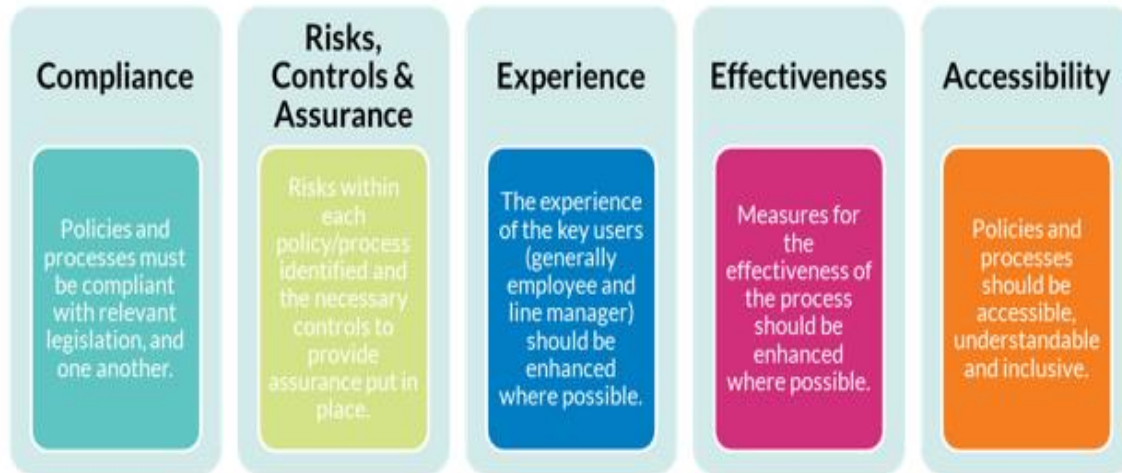 Compliance
Policies and
processes must
be compliant
with relevant
legislation, and
one another.
Risks,
Controls &
Assurance
Risks within
each
policy/process
identified and
the necessary
controls to
provide
assurance put in
place.
Experience
The experience
of the key users
(generally
employee and
line manager)
should be
enhanced
where possible.
Effectiveness
Measures for
the
effectiveness of
the process
should be
enhanced
where possible.
Accessibility
Policies and
processes
should be
accessible,
understandable
and inclusive.